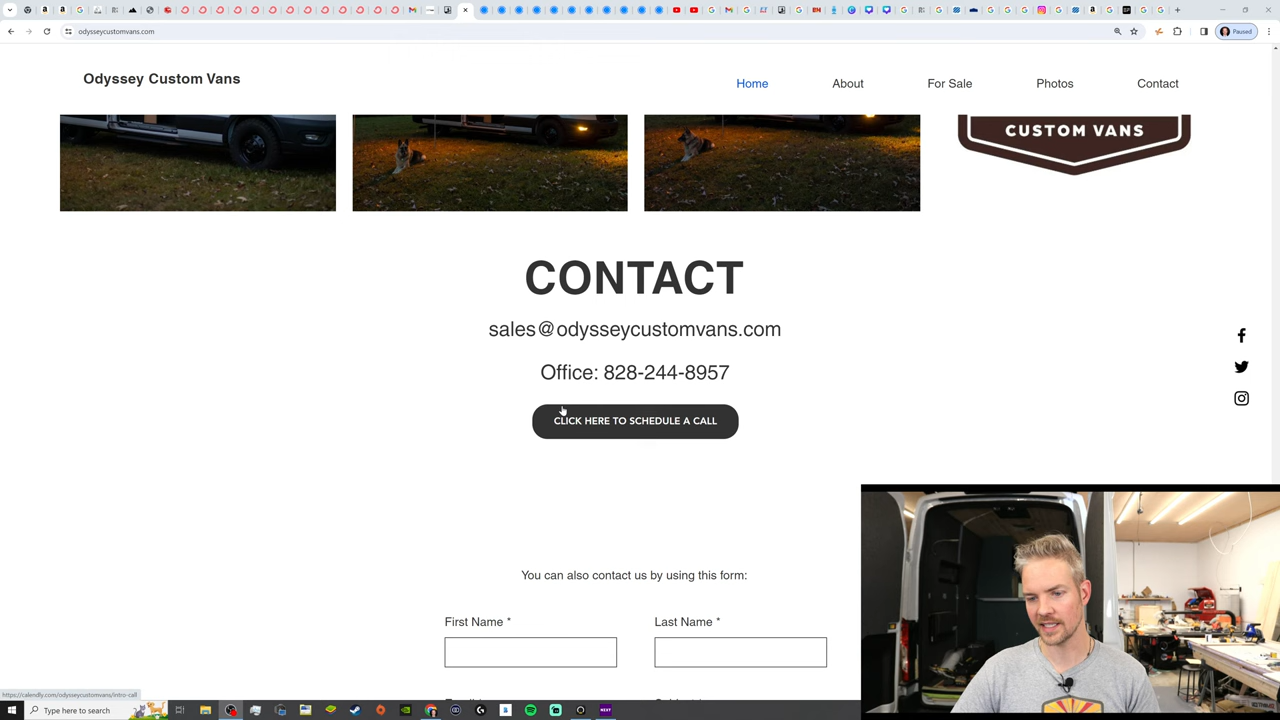 odysseycustomvans.com
Paused
Odyssey Custom Vans
Home
About
For Sale
Photos
Contact
CUSTOM VANS
CONTACT
sales@odysseycustomvans.com
Office: 828-244-8957
CLICK HERE TO SCHEDULE A CALL
You can also contact us by using this form:
First Name *
Last Name *
https://calendly.com/odysseycustomvans/intro-call
Type here to search
NEXT